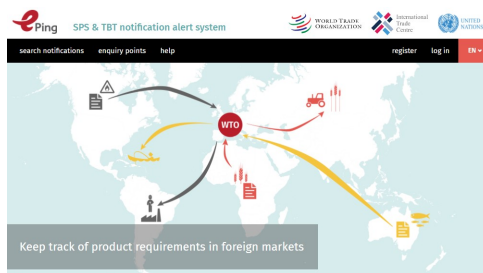 ePing SPS & TBT notification alert system
WORLD TRADE
ORGANIZATION
International
Trade
Centre
UNITED
NATIONS
search notifications enquiry points help register log in EN
WTO
Keep track of product requirements in foreign markets